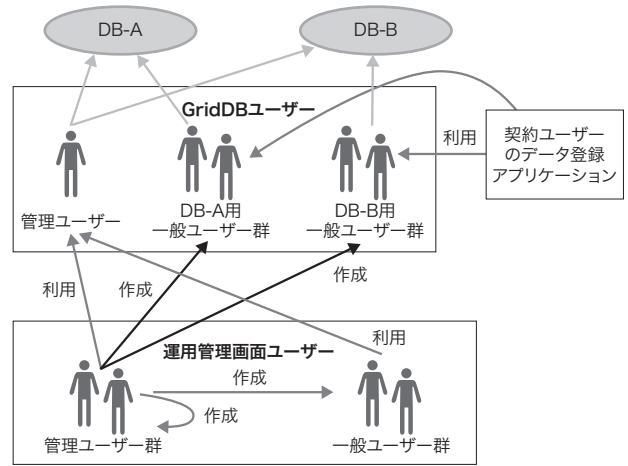 DB-A
DB-B
GridDBユーザー
管理ユーザー
DB-A用
一般ユーザー群
DB-B用
一般ユーザー群
利用
契約ユーザー
のデータ登録
アプリケーション
利用
作成
作成
運用管理画面ユーザー
利用
作成
作成
管理ユーザー群
一般ユーザー群